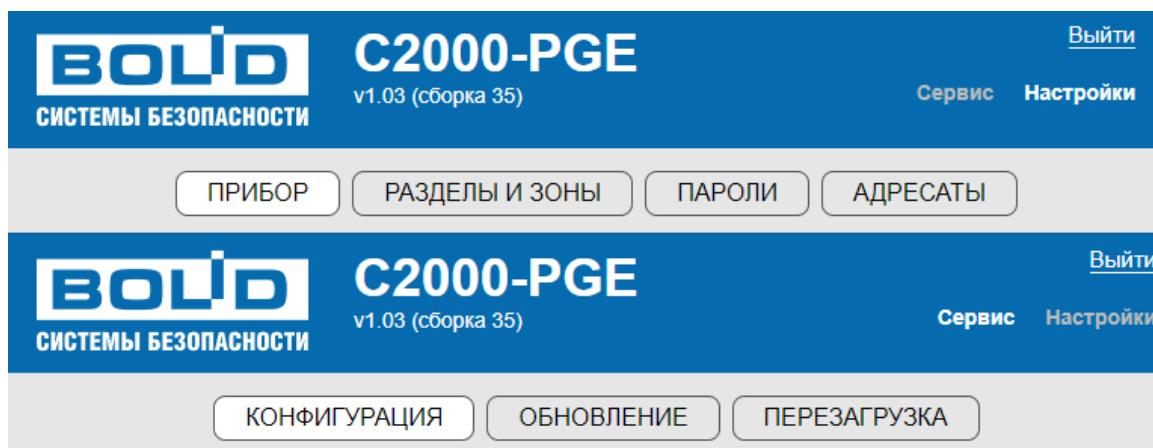 BOLID
СИСТЕМЫ БЕЗОПАСНОСТИ
C2000-PGE
v1.03 (сборка 35)
Выйти
Сервис Настройки
ПРИБОР РАЗДЕЛЫ И ЗОНЫ ПАРОЛИ АДРЕСАТЫ
BOLID
СИСТЕМЫ БЕЗОПАСНОСТИ
C2000-PGE
v1.03 (сборка 35)
Выйти
Сервис Настройки
КОНФИГУРАЦИЯ ОБНОВЛЕНИЕ ПЕРЕЗАГРУЗКА